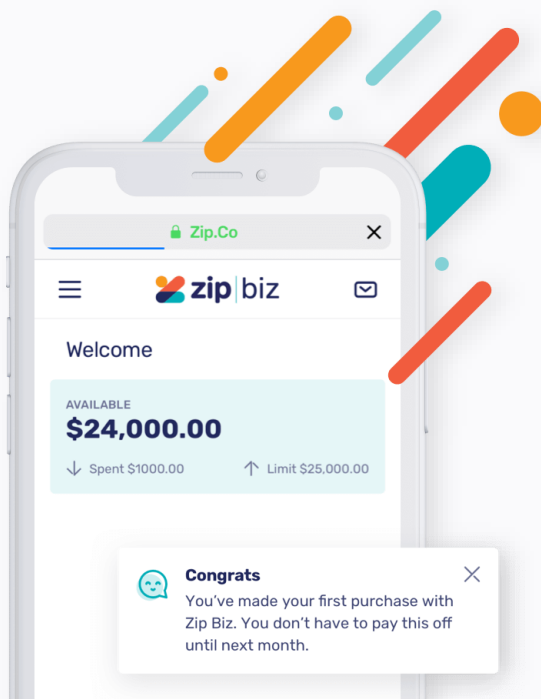 Zip.Co
zip biz
Welcome
AVAILABLE
$24,000.00
Spent $1000.00
Limit $25,000.00
Congrats
You’ve made your first purchase with
Zip Biz. You don’t have to pay this off
until next month.